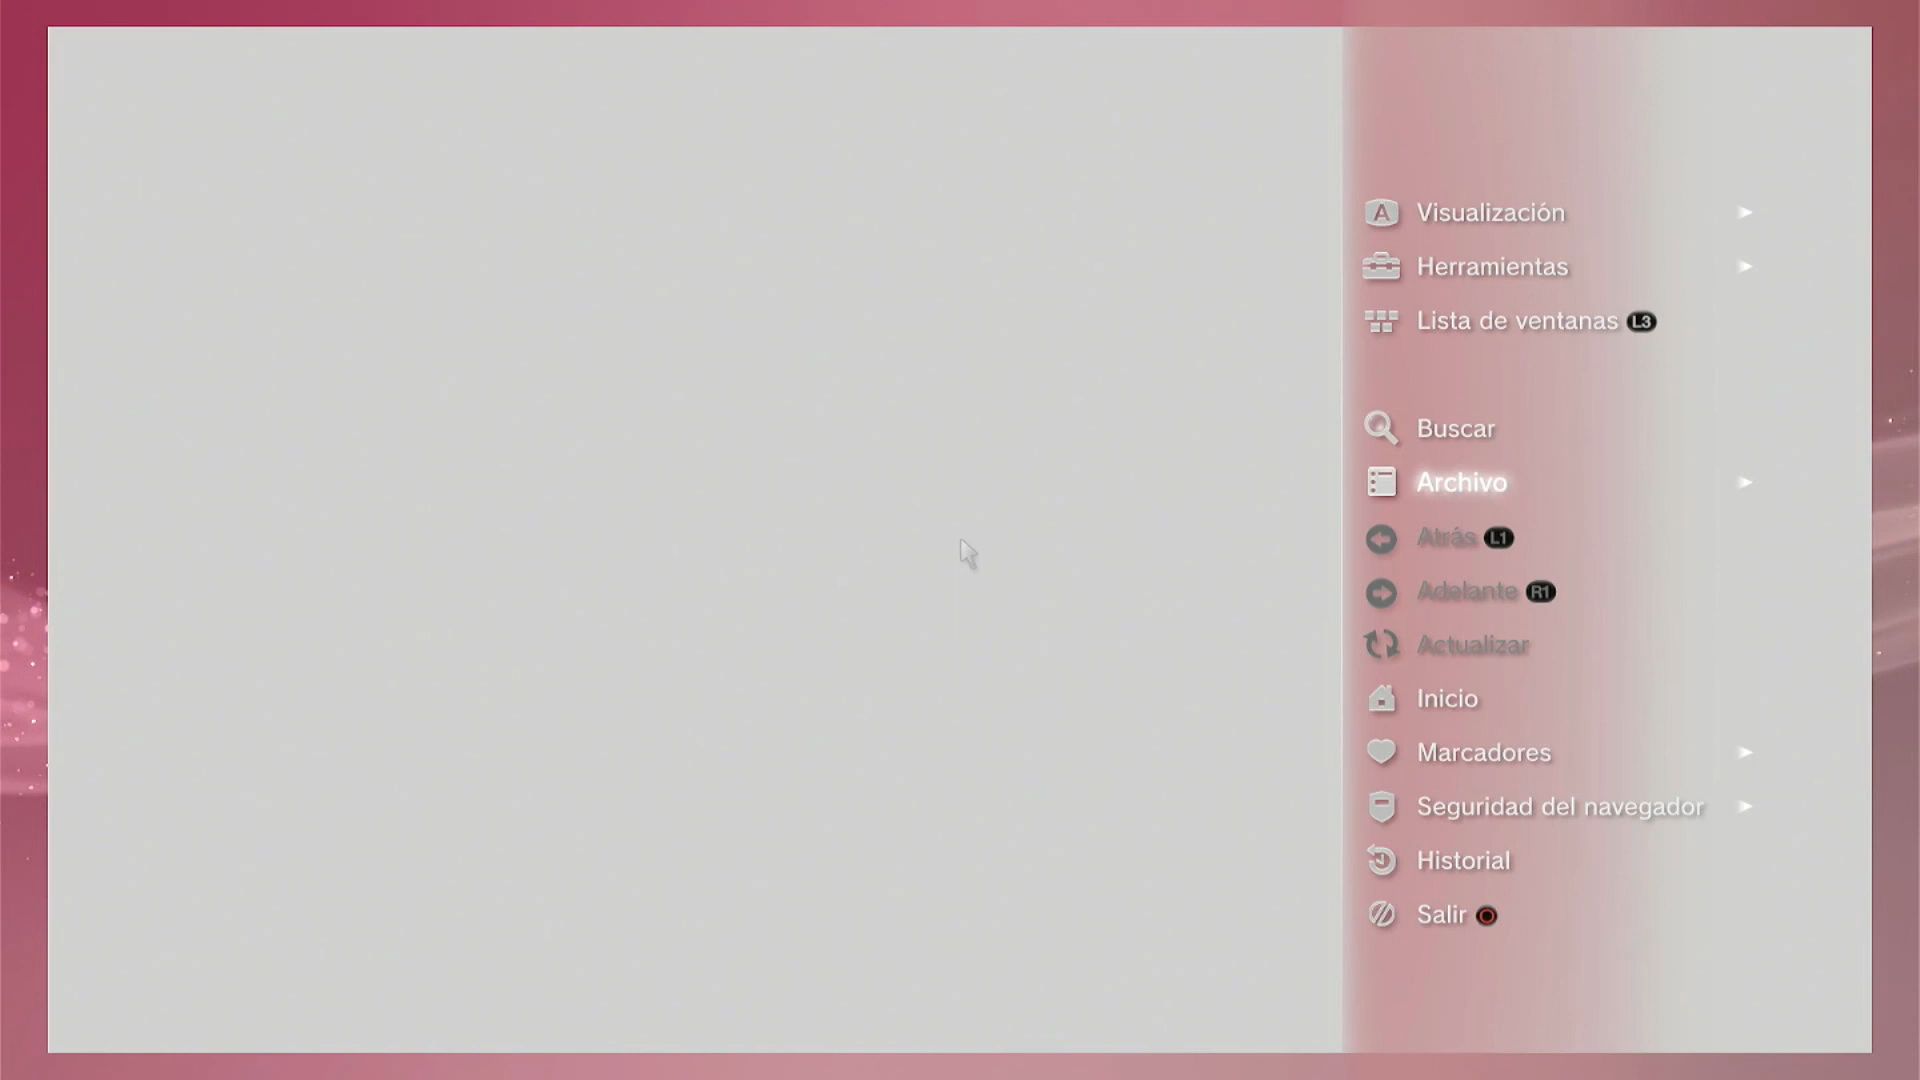 Visualización
Herramientas
Lista de ventanas L3
Buscar
Archivo
Atrás L1
Adelante R1
Actualizar
Inicio
Marcadores
Seguridad del navegador
Historial
Salir